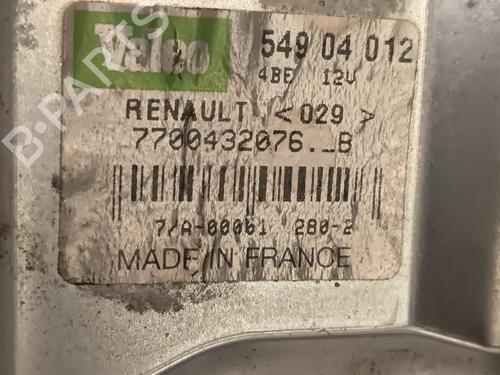 Valeo 549 04 012
4BE 12V
RENAULT <029>
7700432076._B
7/A-00061 280-2
MADE IN FRANCE
B-PARTS